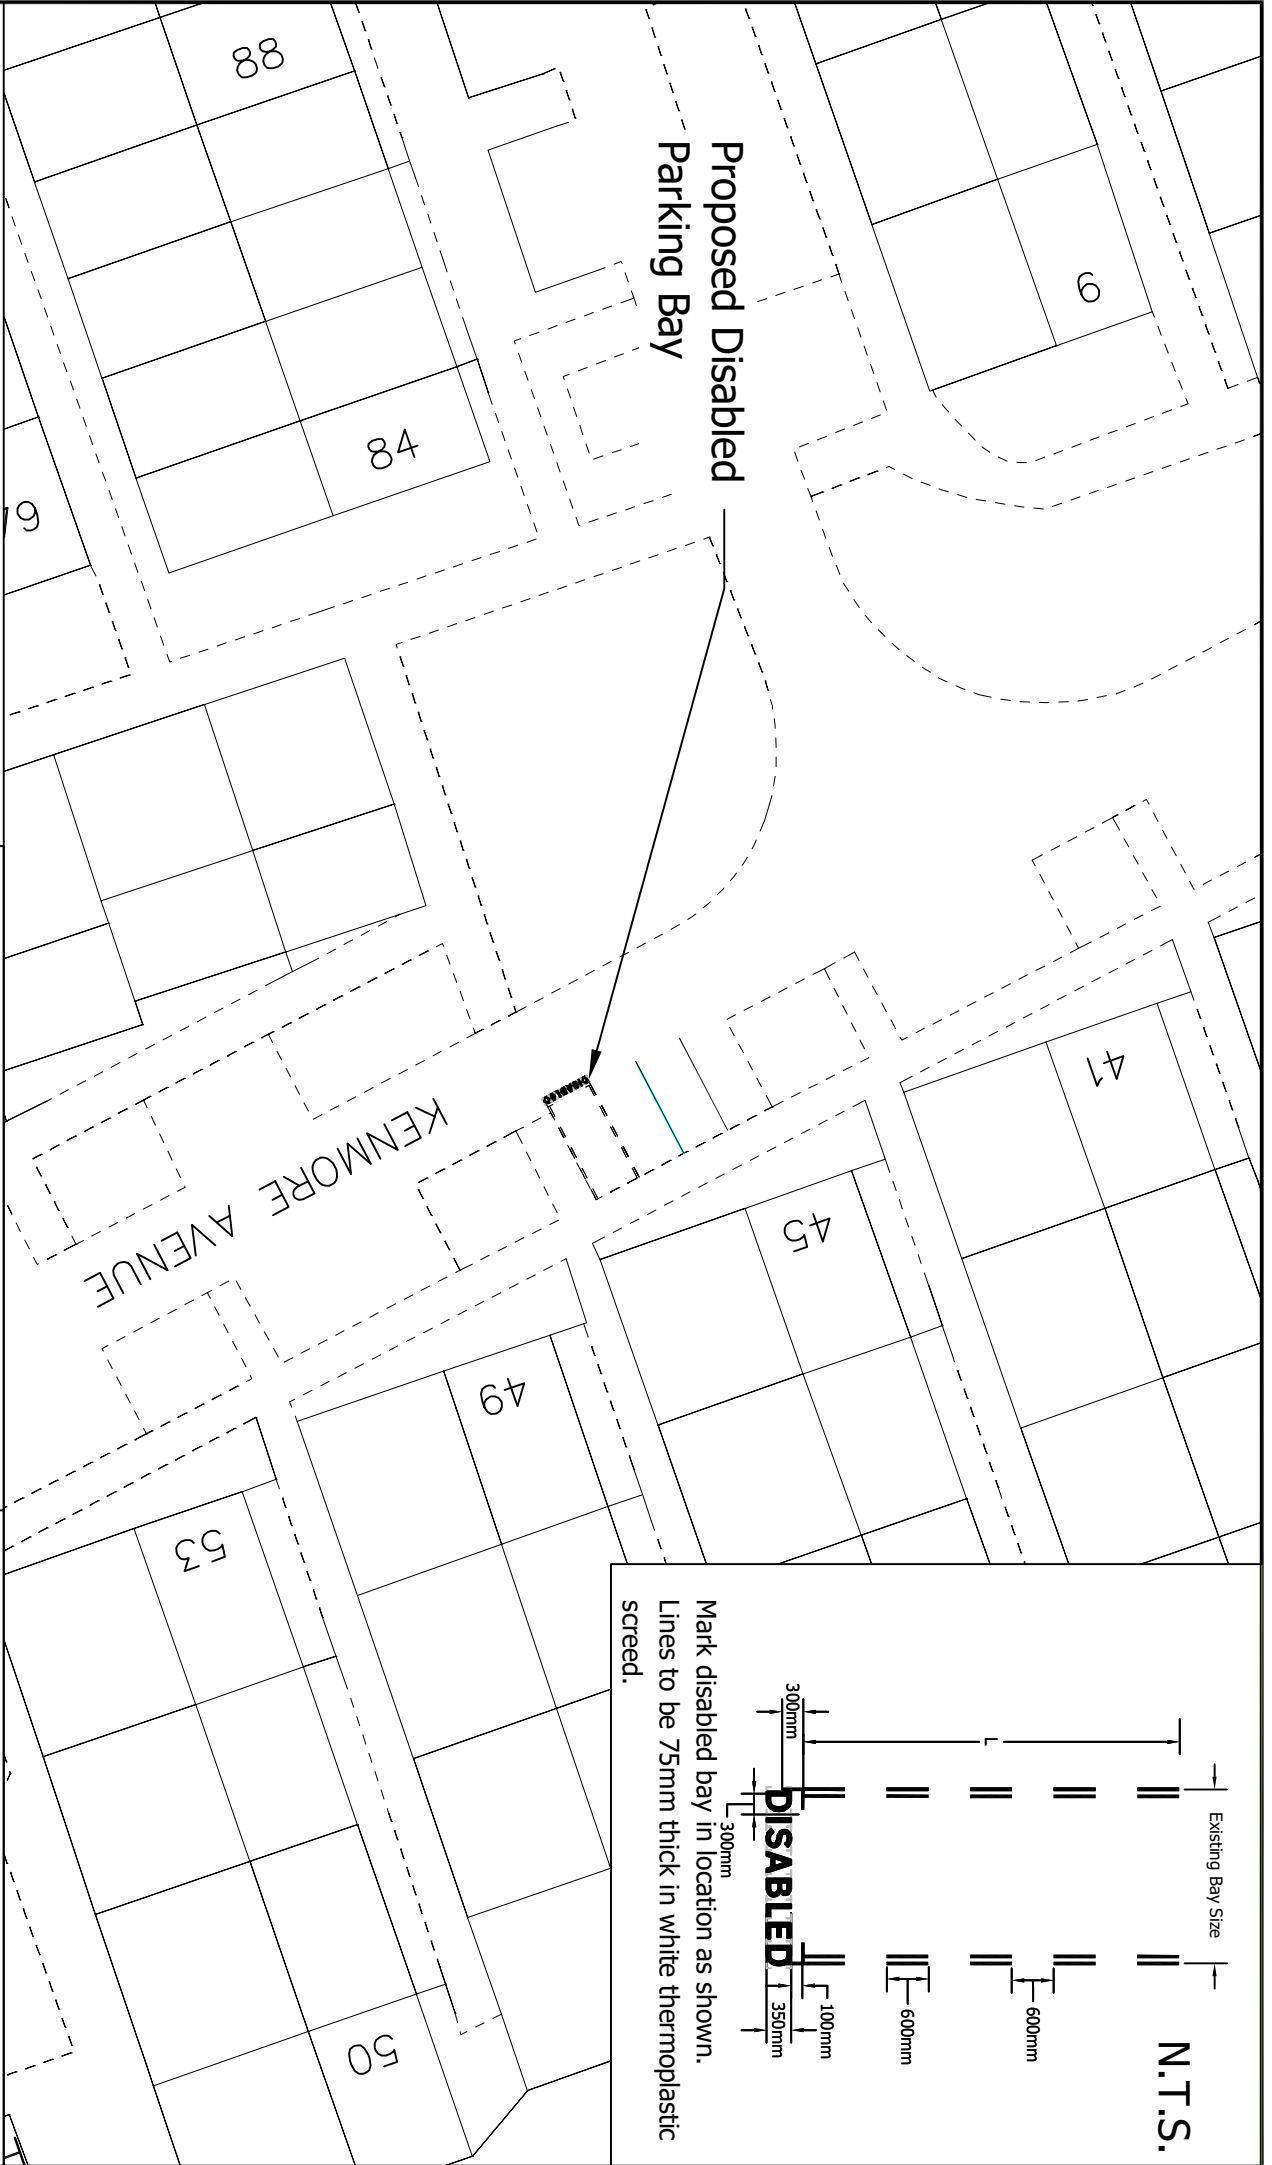 Proposed Disabled
Parking Bay
88
84
6
41
45
49
53
50
KENMORE AVENUE
DISABLED
N.T.S.
Existing Bay Size
L
300mm
300mm
DISABLED
100mm
350mm
600mm
600mm
Mark disabled bay in location as shown.
Lines to be 75mm thick in white thermoplastic
screed.